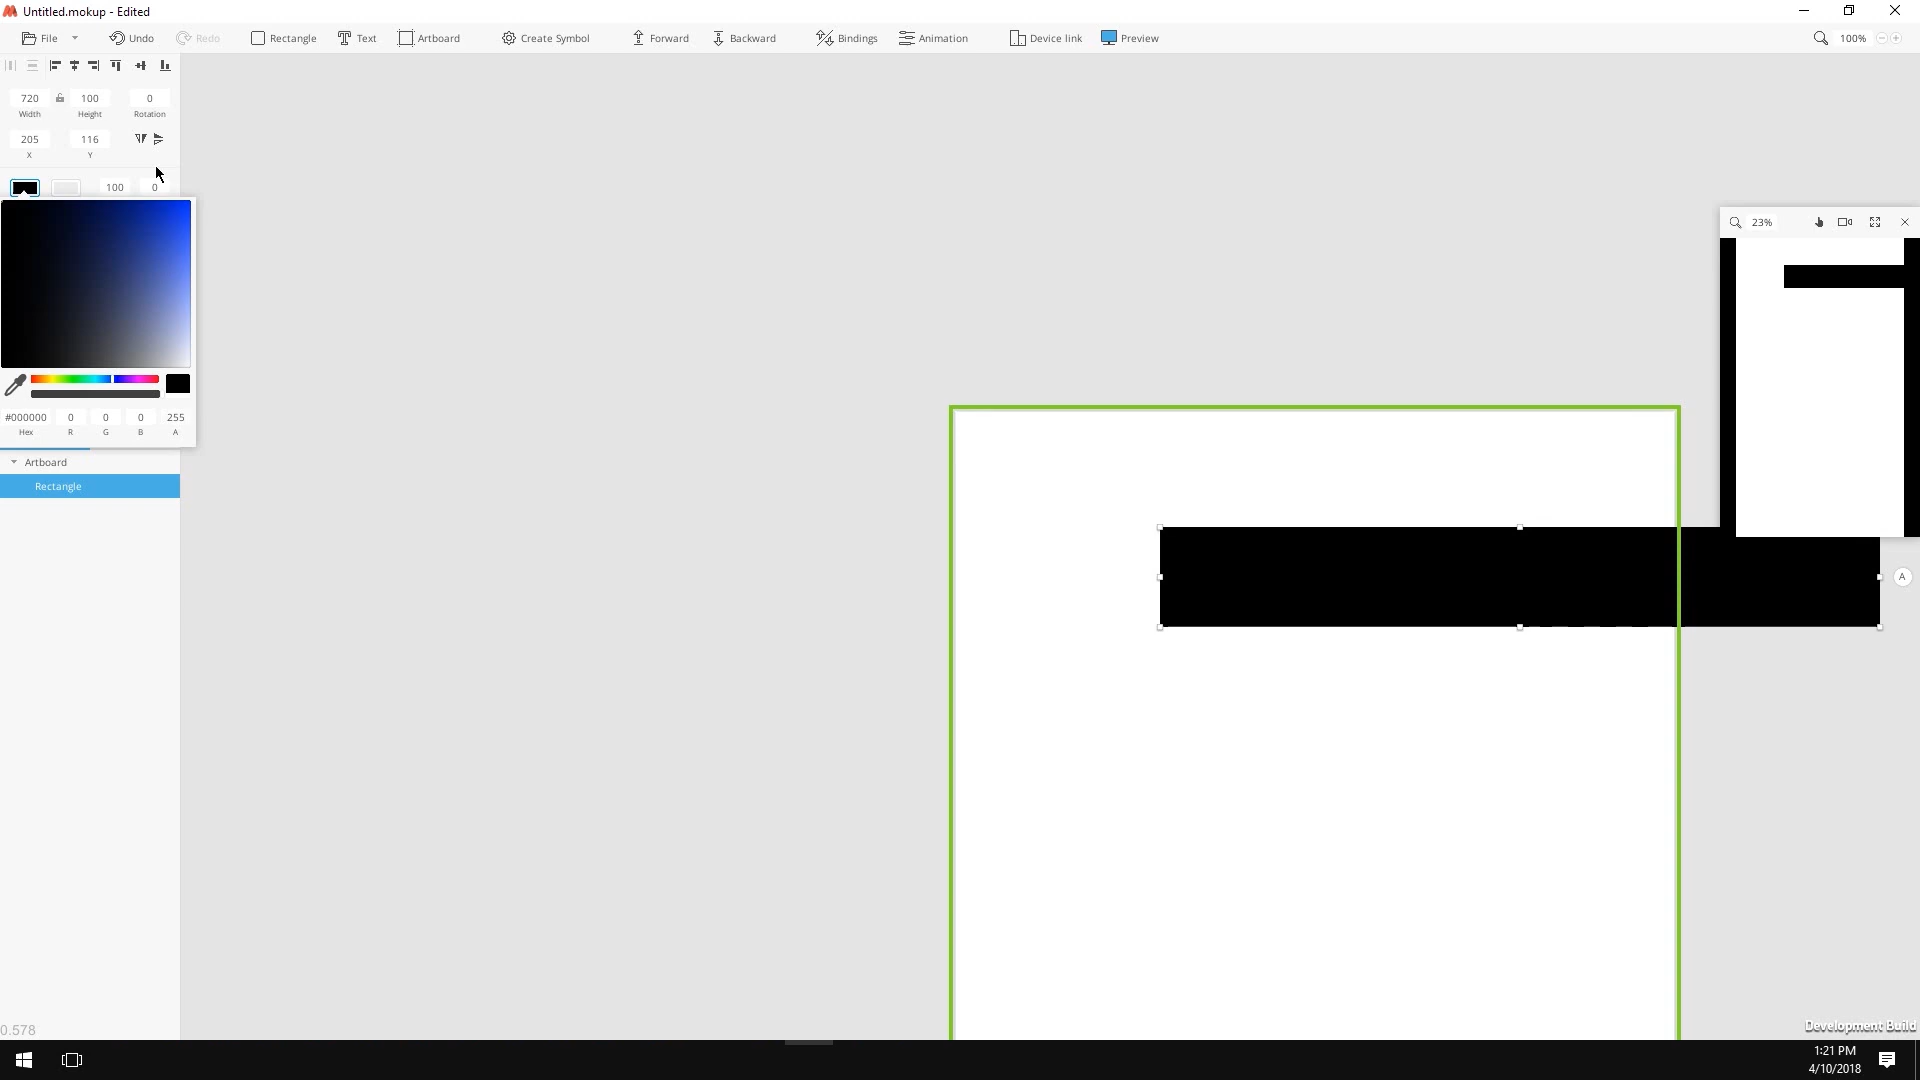 Untitled.mokup - Edited
File Undo Redo Rectangle Text Artboard Create Symbol Forward Backward Bindings Animation Device link Preview 100%
720 100 0
Width Height Rotation
205 116
X Y
100 0
23%
#000000 0 0 0 255
Hex R G B A
Artboard
Rectangle
A
0.578
Development Build
1:21 PM
4/10/2018